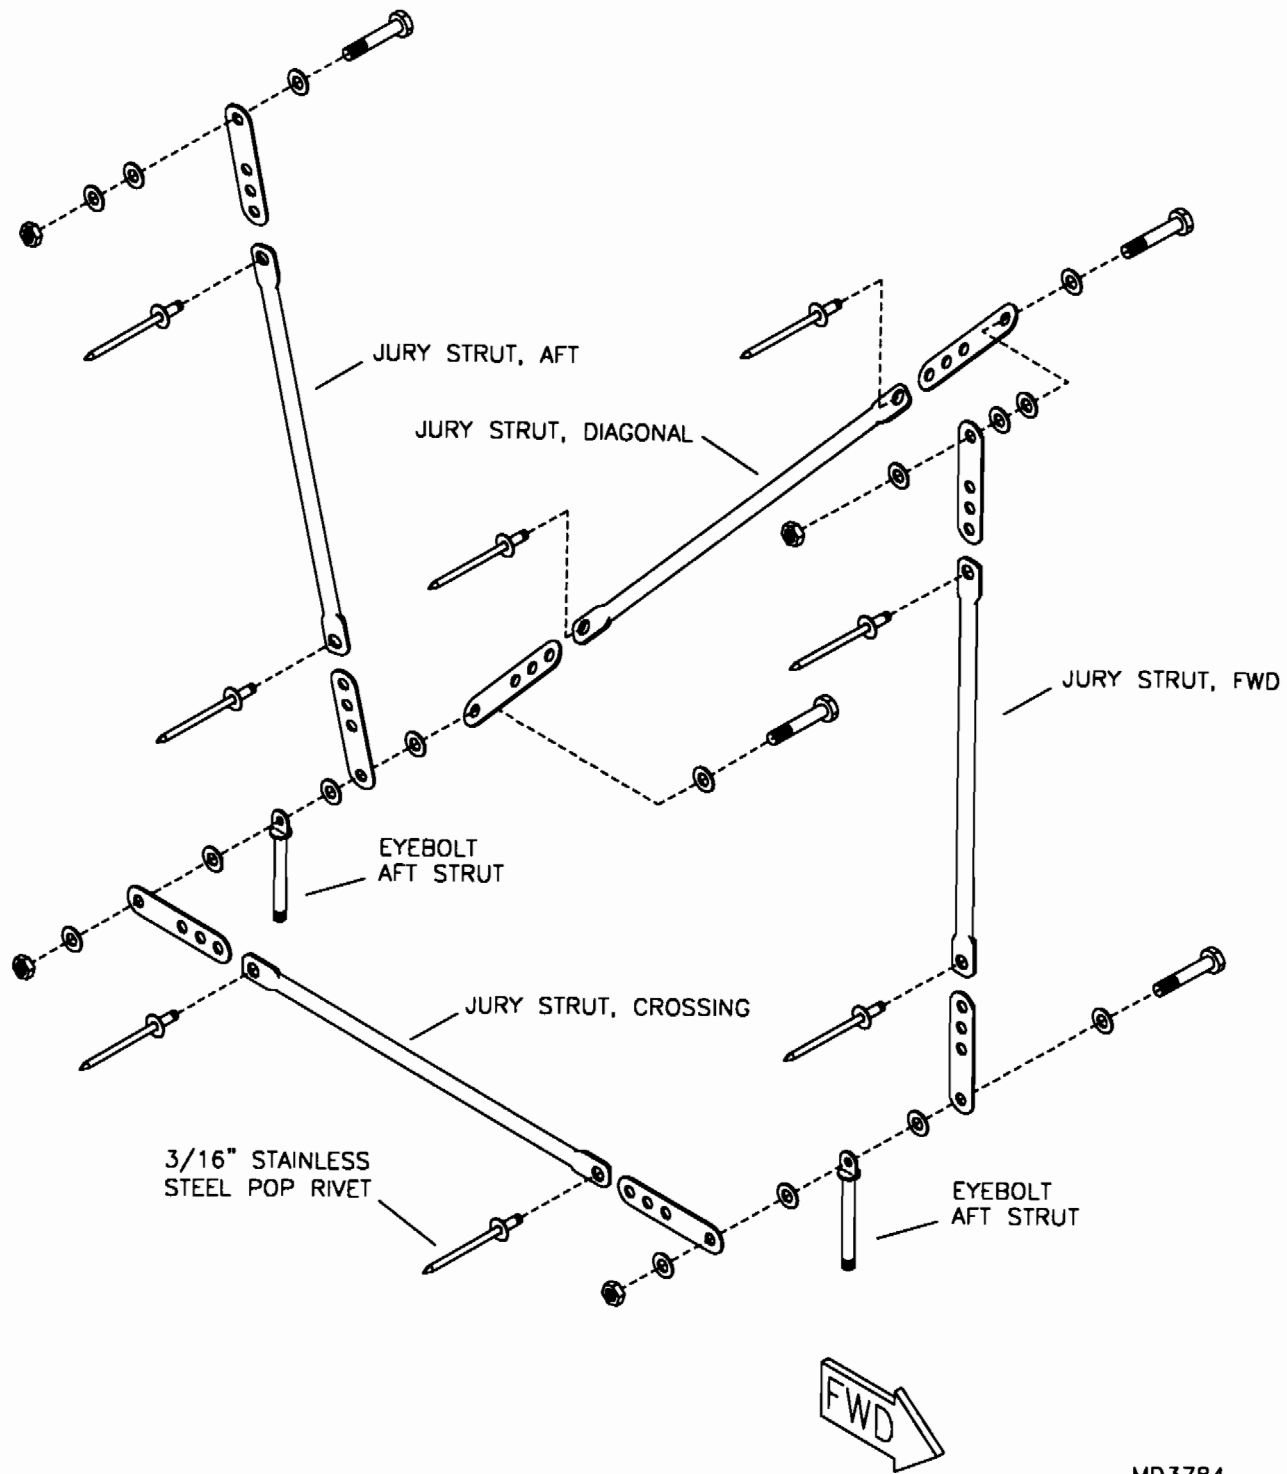 JURY STRUT, AFT
JURY STRUT, DIAGONAL
JURY STRUT, FWD
EYEBOLT
AFT STRUT
JURY STRUT, CROSSING
3/16" STAINLESS
STEEL POP RIVET
EYEBOLT
AFT STRUT
FWD
MD3784